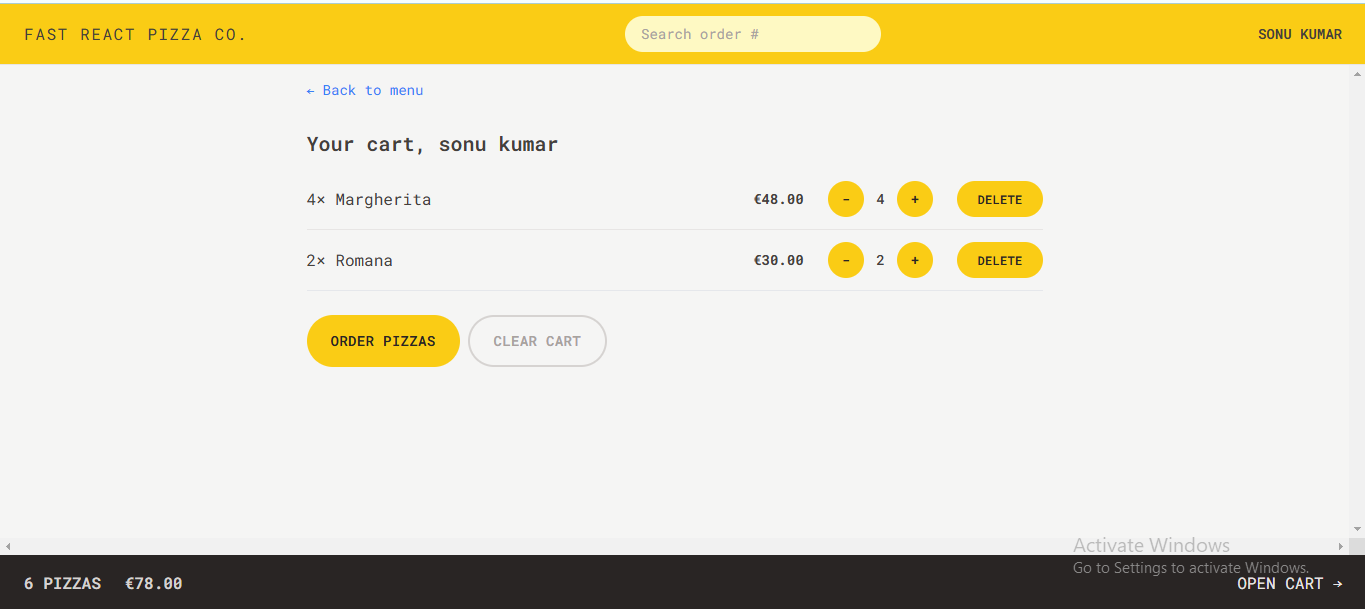 FAST REACT PIZZA CO.
Search order #
SONU KUMAR
← Back to menu
Your cart, sonu kumar
4× Margherita €48.00 - 4 + DELETE
2× Romana €30.00 - 2 + DELETE
ORDER PIZZAS CLEAR CART
Activate Windows
Go to Settings to activate Windows.
6 PIZZAS €78.00 OPEN CART →